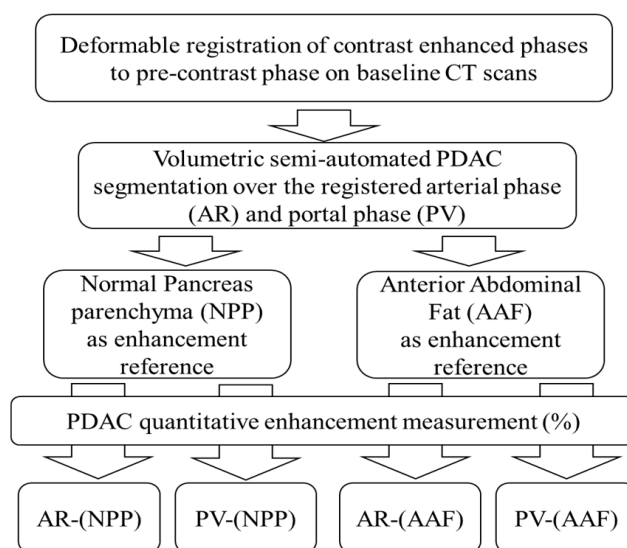 Deformable registration of contrast enhanced phases
to pre-contrast phase on baseline CT scans
Volumetric semi-automated PDAC
segmentation over the registered arterial phase
(AR) and portal phase (PV)
Normal Pancreas
parenchyma (NPP)
as enhancement
reference
Anterior Abdominal
Fat (AAF)
as enhancement
reference
PDAC quantitative enhancement measurement (%)
AR-(NPP)
PV-(NPP)
AR-(AAF)
PV-(AAF)